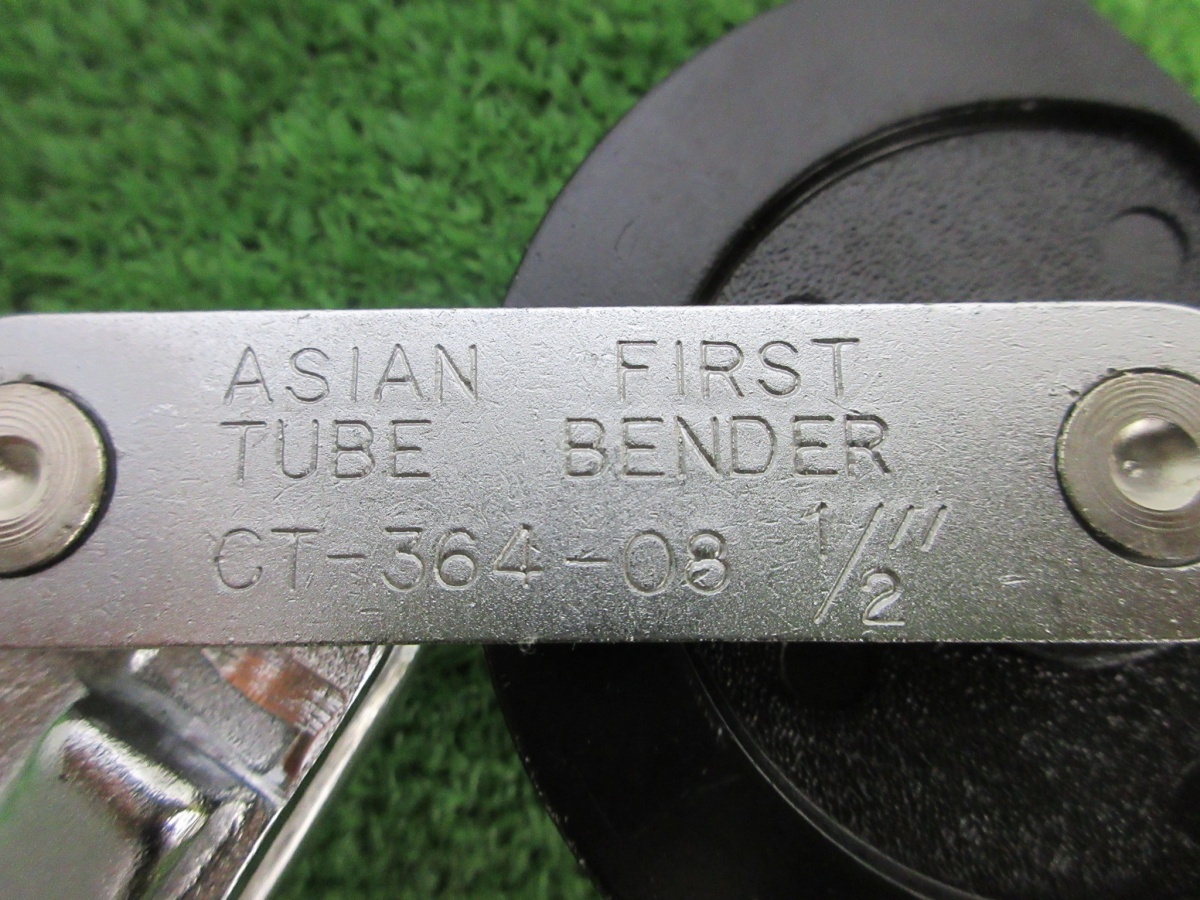 ASIAN FIRST
TUBE BENDER
CT-364-08 1/2"